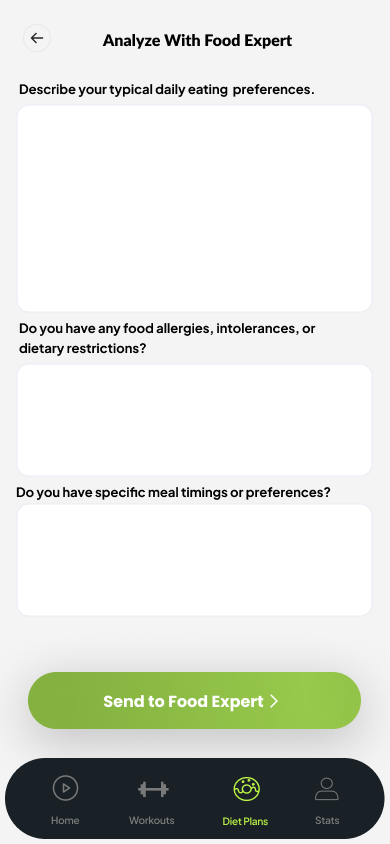 Analyze With Food Expert
Describe your typical daily eating preferences.
Do you have any food allergies, intolerances, or
dietary restrictions?
Do you have specific meal timings or preferences?
Send to Food Expert
Home
Workouts
Diet Plans
Stats